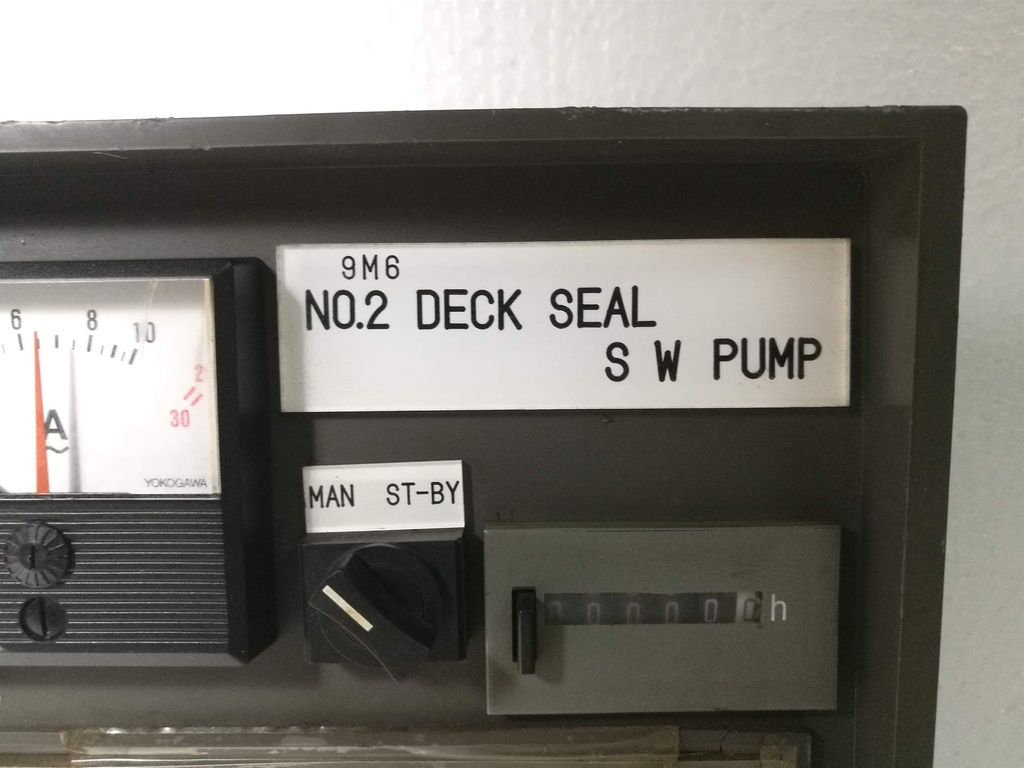 9M6
NO.2 DECK SEAL
S W PUMP
6 8 10
2
30
A
YOKOGAWA
MAN ST-BY
h